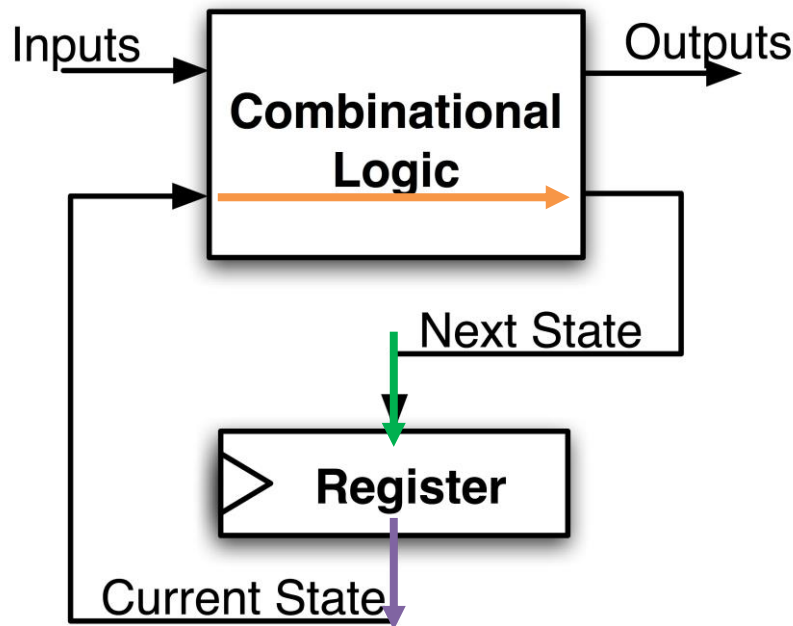 Inputs
Outputs
Combinational
Logic
Next State
Register
Current State